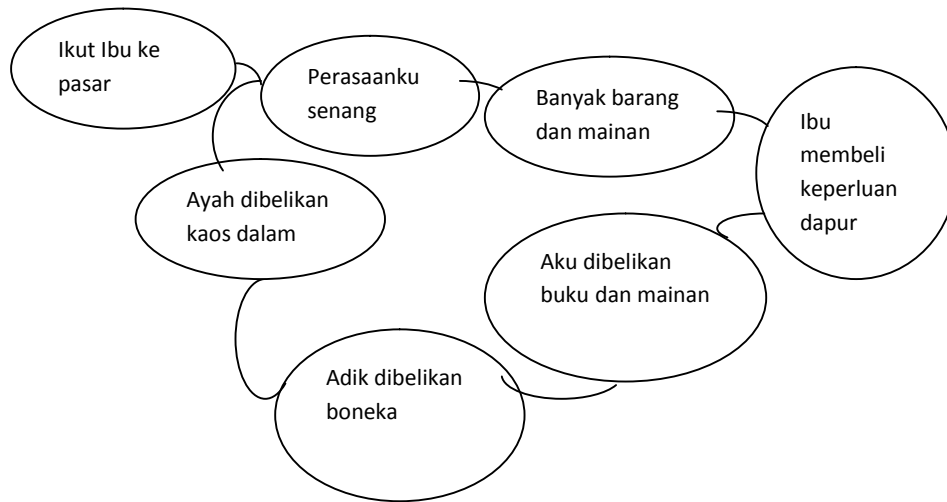 Ikut Ibu ke
pasar
Perasaanku
senang
Banyak barang
dan mainan
Ibu
membeli
keperluan
dapur
Aku dibelikan
buku dan mainan
Adik dibelikan
boneka
Ayah dibelikan
kaos dalam